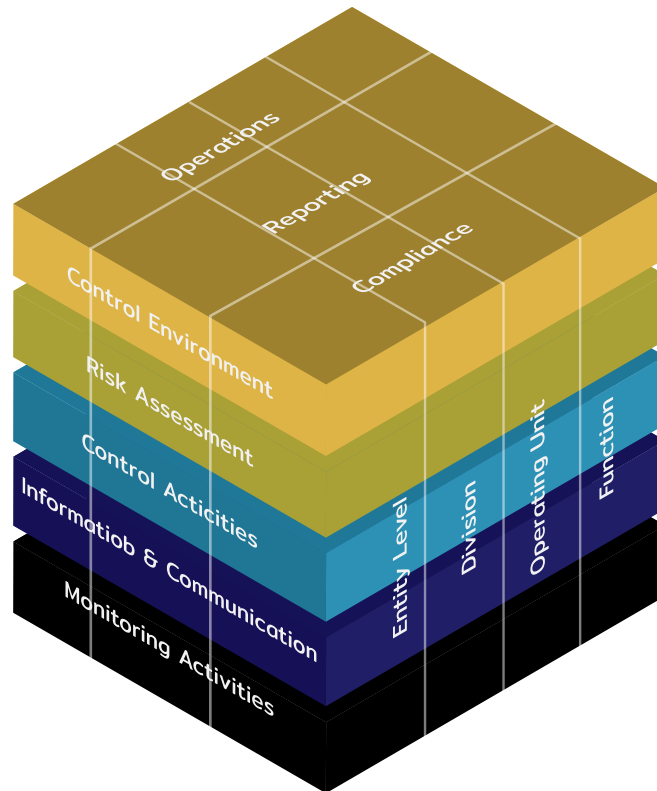 Operations
Reporting
Compliance
Control Environment
Risk Assessment
Control Acticities
Informatiob & Communication
Monitoring Activities
Entity Level
Division
Operating Unit
Function